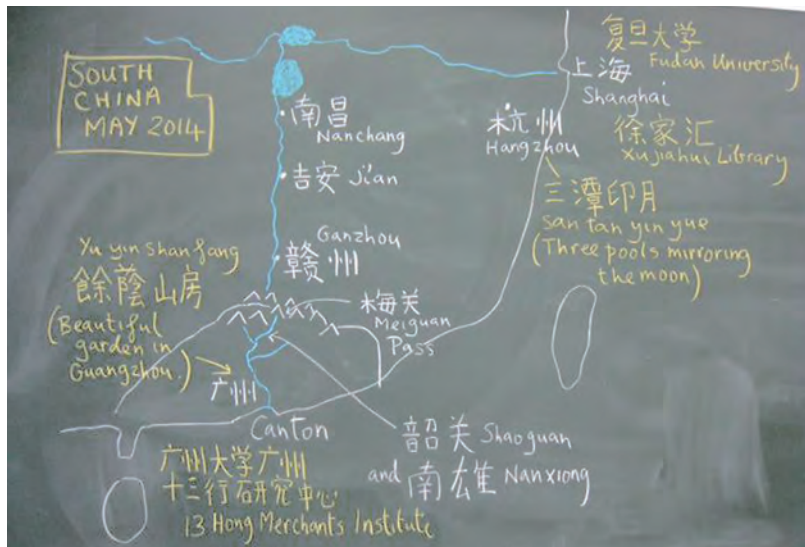 SOUTH
CHINA
MAY 2014
复旦大学
Fudan University
上海
Shanghai
南昌
Nanchang
杭州
Hangzhou
徐家汇
Xujiahui Library
吉安 Jian
三潭印月
san tan yin yue
(Three pools mirroring
the moon)
Ganzhou
赣州
Yu yin shan fang
餘蔭山房
(Beautiful
garden in
Guangzhou.)
梅关
Meiguan
Pass
广州
Canton
韶关 Shaoguan
and 南雄 Nanxiong
广州大学广州
十三行研究中心
13 Hong Merchants Institute